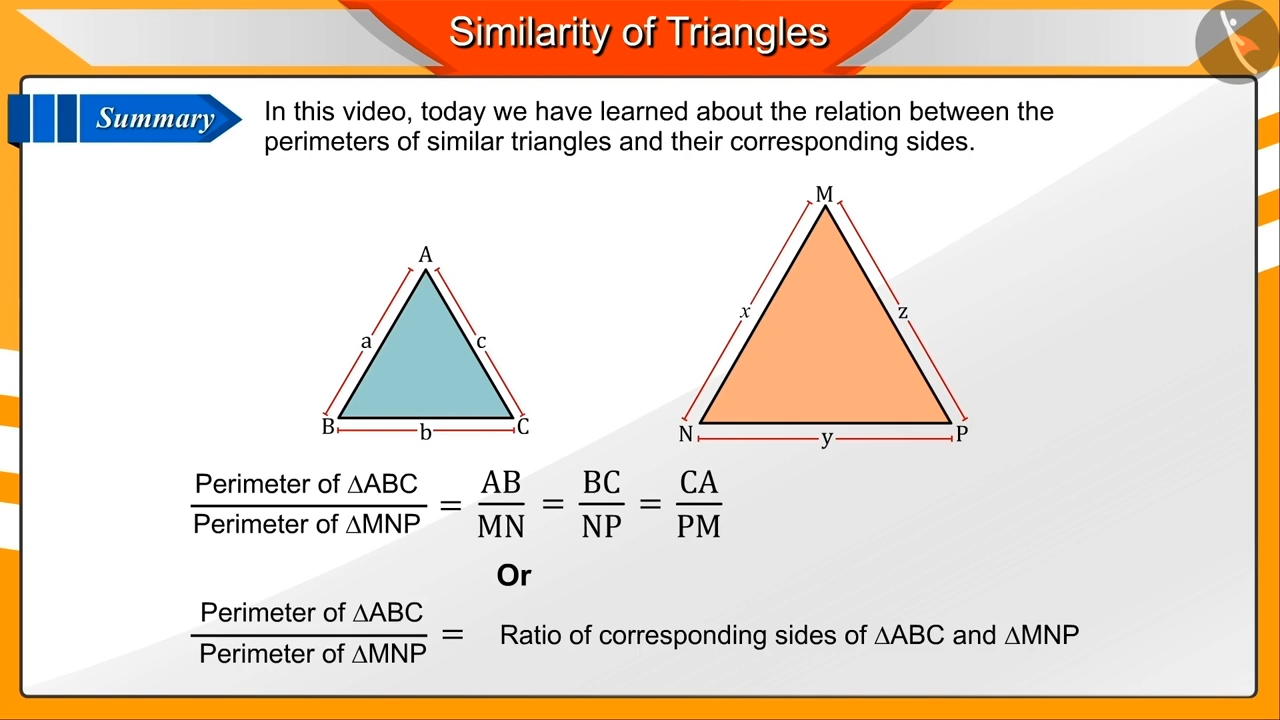 Similarity of Triangles
Summary
In this video, today we have learned about the relation between the
perimeters of similar triangles and their corresponding sides.
A
a
c
B
b
C
M
x
z
N
y
P
Perimeter of ∆ABC / Perimeter of ∆MNP = AB/MN = BC/NP = CA/PM
Or
Perimeter of ∆ABC / Perimeter of ∆MNP = Ratio of corresponding sides of ∆ABC and ∆MNP